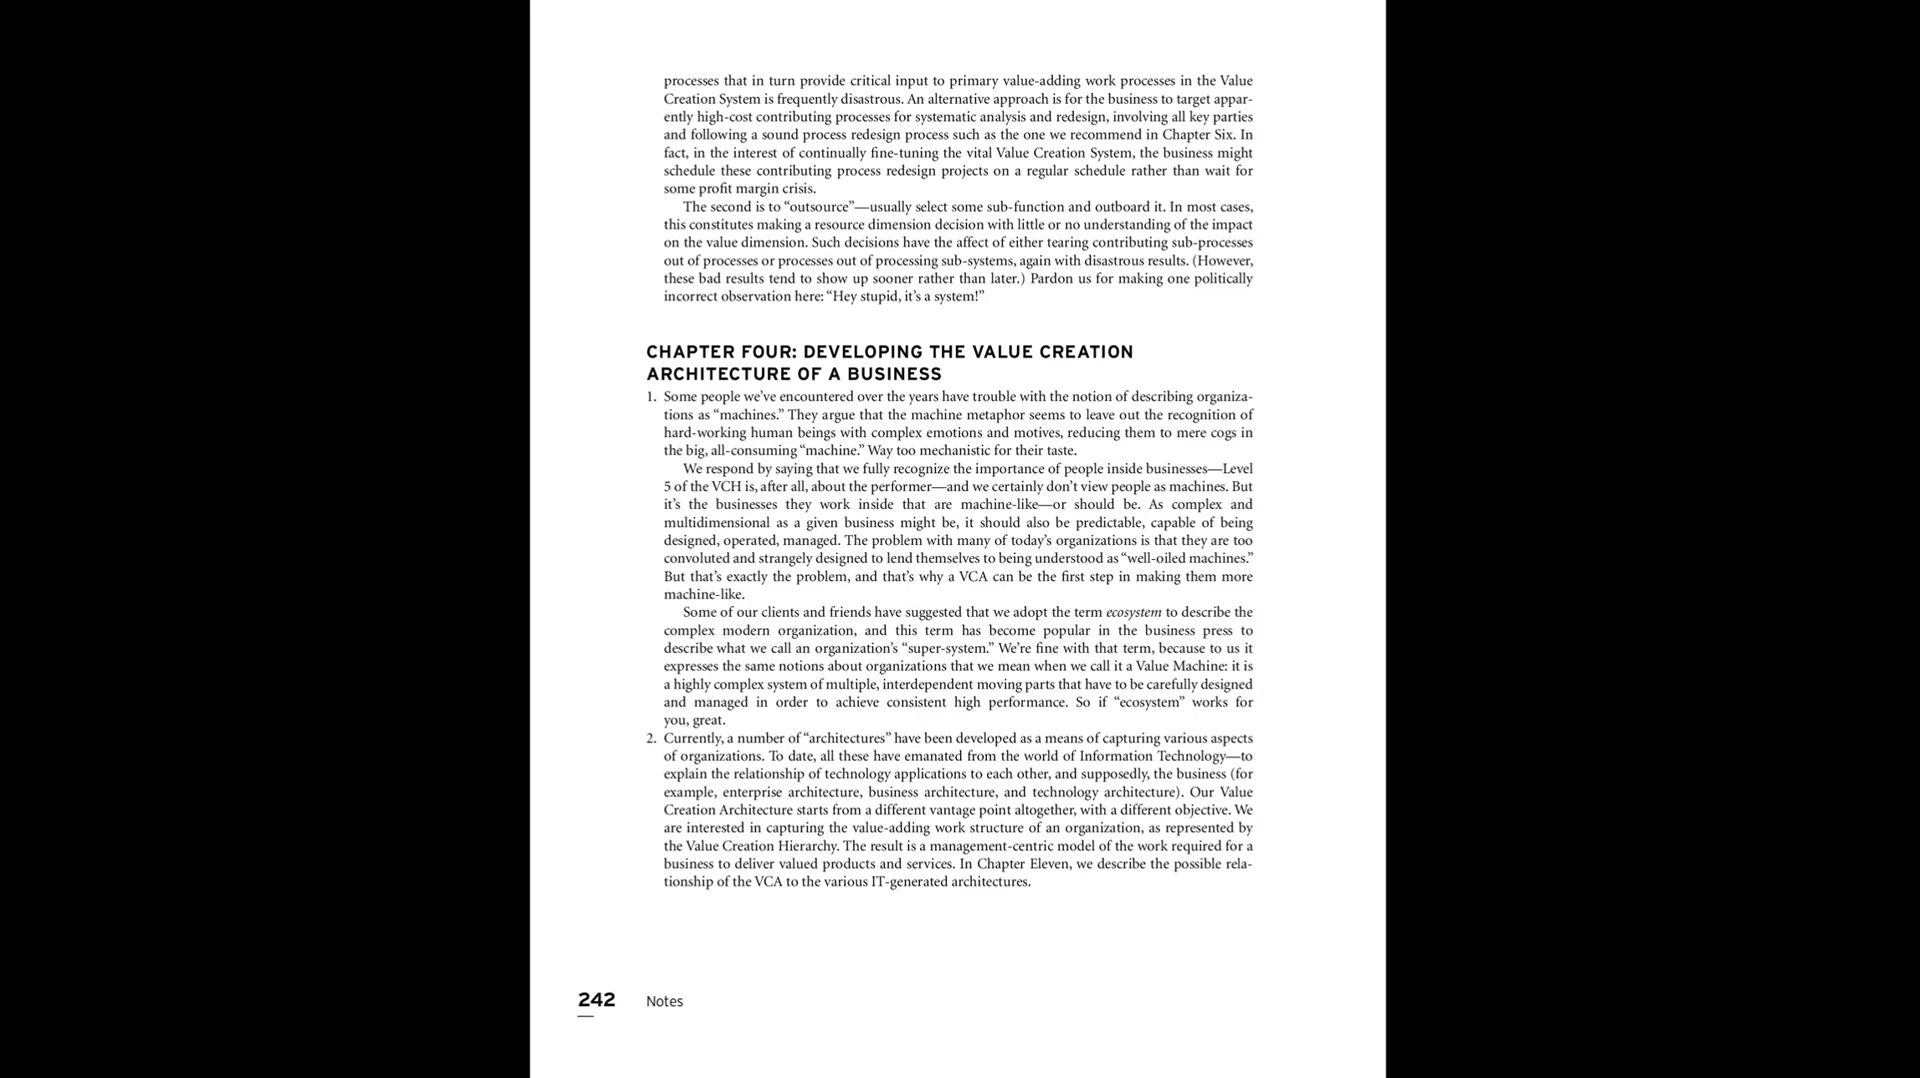 processes that in turn provide critical input to primary value-adding work processes in the Value
Creation System is frequently disastrous. An alternative approach is for the business to target appar-
ently high-cost contributing processes for systematic analysis and redesign, involving all key parties
and following a sound process redesign process such as the one we recommend in Chapter Six. In
fact, in the interest of continually fine-tuning the vital Value Creation System, the business might
schedule these contributing process redesign projects on a regular schedule rather than wait for
some profit margin crisis.
The second is to “outsource”—usually select some sub-function and outboard it. In most cases,
this constitutes making a resource dimension decision with little or no understanding of the impact
on the value dimension. Such decisions have the affect of either tearing contributing sub-processes
out of processes or processes out of processing sub-systems, again with disastrous results. (However,
these bad results tend to show up sooner rather than later.) Pardon us for making one politically
incorrect observation here: “Hey stupid, it’s a system!”
CHAPTER FOUR: DEVELOPING THE VALUE CREATION
ARCHITECTURE OF A BUSINESS
1. Some people we’ve encountered over the years have trouble with the notion of describing organiza-
tions as “machines.” They argue that the machine metaphor seems to leave out the recognition of
hard-working human beings with complex emotions and motives, reducing them to mere cogs in
the big, all-consuming “machine.” Way too mechanistic for their taste.
We respond by saying that we fully recognize the importance of people inside businesses—Level
5 of the VCH is, after all, about the performer—and we certainly don’t view people as machines. But
it’s the businesses they work inside that are machine-like—or should be. As complex and
multidimensional as a given business might be, it should also be predictable, capable of being
designed, operated, managed. The problem with many of today’s organizations is that they are too
convoluted and strangely designed to lend themselves to being understood as “well-oiled machines.”
But that’s exactly the problem, and that’s why a VCA can be the first step in making them more
machine-like.
Some of our clients and friends have suggested that we adopt the term ecosystem to describe the
complex modern organization, and this term has become popular in the business press to
describe what we call an organization’s “super-system.” We’re fine with that term, because to us it
expresses the same notions about organizations that we mean when we call it a Value Machine: it is
a highly complex system of multiple, interdependent moving parts that have to be carefully designed
and managed in order to achieve consistent high performance. So if “ecosystem” works for
you, great.
2. Currently, a number of “architectures” have been developed as a means of capturing various aspects
of organizations. To date, all these have emanated from the world of Information Technology—to
explain the relationship of technology applications to each other, and supposedly, the business (for
example, enterprise architecture, business architecture, and technology architecture). Our Value
Creation Architecture starts from a different vantage point altogether, with a different objective. We
are interested in capturing the value-adding work structure of an organization, as represented by
the Value Creation Hierarchy. The result is a management-centric model of the work required for a
business to deliver valued products and services. In Chapter Eleven, we describe the possible rela-
tionship of the VCA to the various IT-generated architectures.
242 Notes